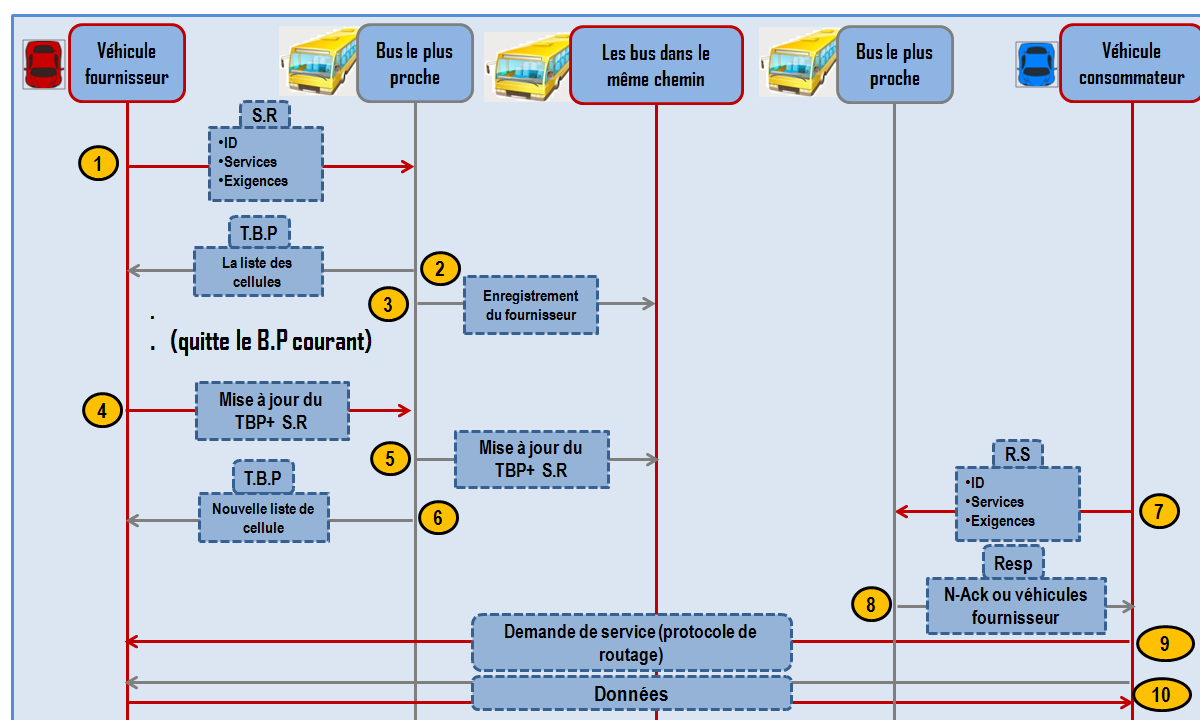 Véhicule
fournisseur
Bus le plus
proche
Les bus dans le
même chemin
Bus le plus
proche
Véhicule
consommateur
S.R
1
•ID
•Services
•Exigences
T.B.P
La liste des
cellules
2
3
Enregistrement
du fournisseur
.
. (quitte le B.P courant)
4
Mise à jour du
TBP+ S.R
5
Mise à jour du
TBP+ S.R
T.B.P
Nouvelle liste de
cellule
6
R.S
•ID
•Services
•Exigences
7
Resp
8
N-Ack ou véhicules
fournisseur
Demande de service (protocole de
routage)
9
Données
10